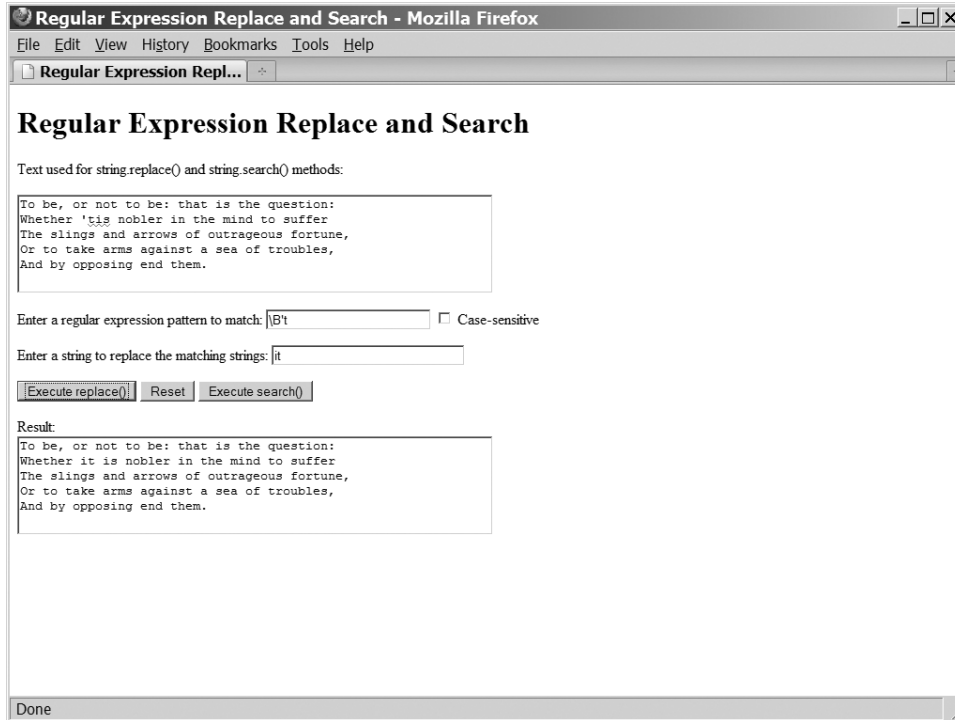 Regular Expression Replace and Search - Mozilla Firefox
File Edit View History Bookmarks Tools Help
Regular Expression Repl...
Regular Expression Replace and Search
Text used for string.replace() and string.search() methods:
To be, or not to be: that is the question:
Whether 'tis nobler in the mind to suffer
The slings and arrows of outrageous fortune,
Or to take arms against a sea of troubles,
And by opposing end them.
Enter a regular expression pattern to match: \B't Case-sensitive
Enter a string to replace the matching strings: it
Execute replace() Reset Execute search()
Result:
To be, or not to be: that is the question:
Whether it is nobler in the mind to suffer
The slings and arrows of outrageous fortune,
Or to take arms against a sea of troubles,
And by opposing end them.
Done